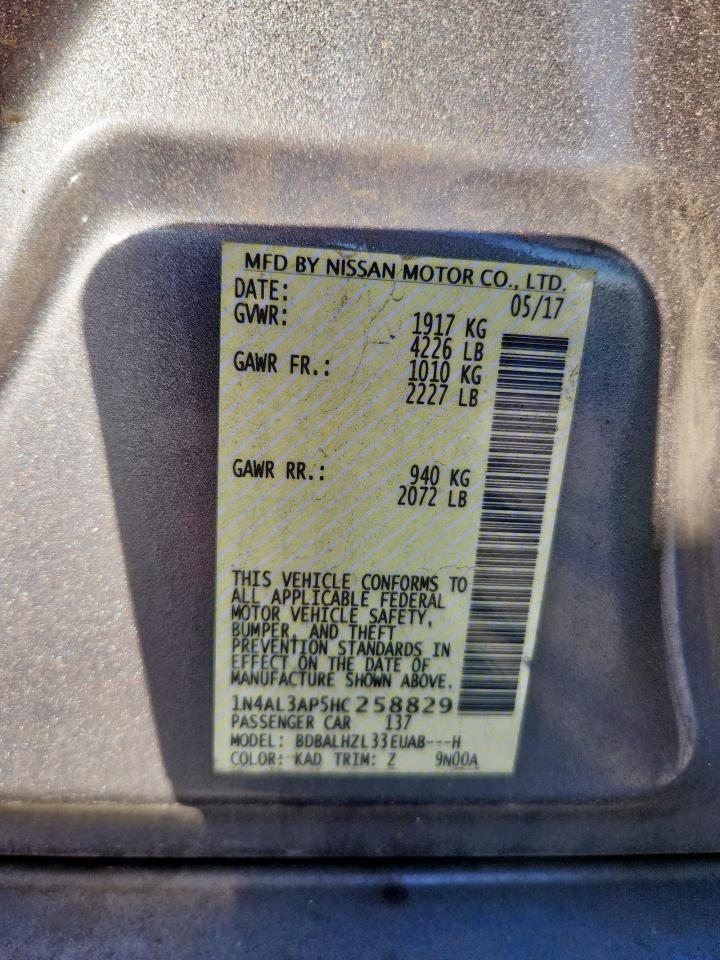 MFD BY NISSAN MOTOR CO., LTD.
DATE: 05/17
GVWR: 1917 KG
4226 LB
GAWR FR.: 1010 KG
2227 LB
GAWR RR.: 940 KG
2072 LB
THIS VEHICLE CONFORMS TO
ALL APPLICABLE FEDERAL
MOTOR VEHICLE SAFETY,
BUMPER, AND THEFT
PREVENTION STANDARDS IN
EFFECT ON THE DATE OF
MANUFACTURE SHOWN ABOVE.
1N4AL3AP5HC258829
PASSENGER CAR 137
MODEL: BDBALHZL33EUAB---H
COLOR: KAD TRIM: Z 9N00A